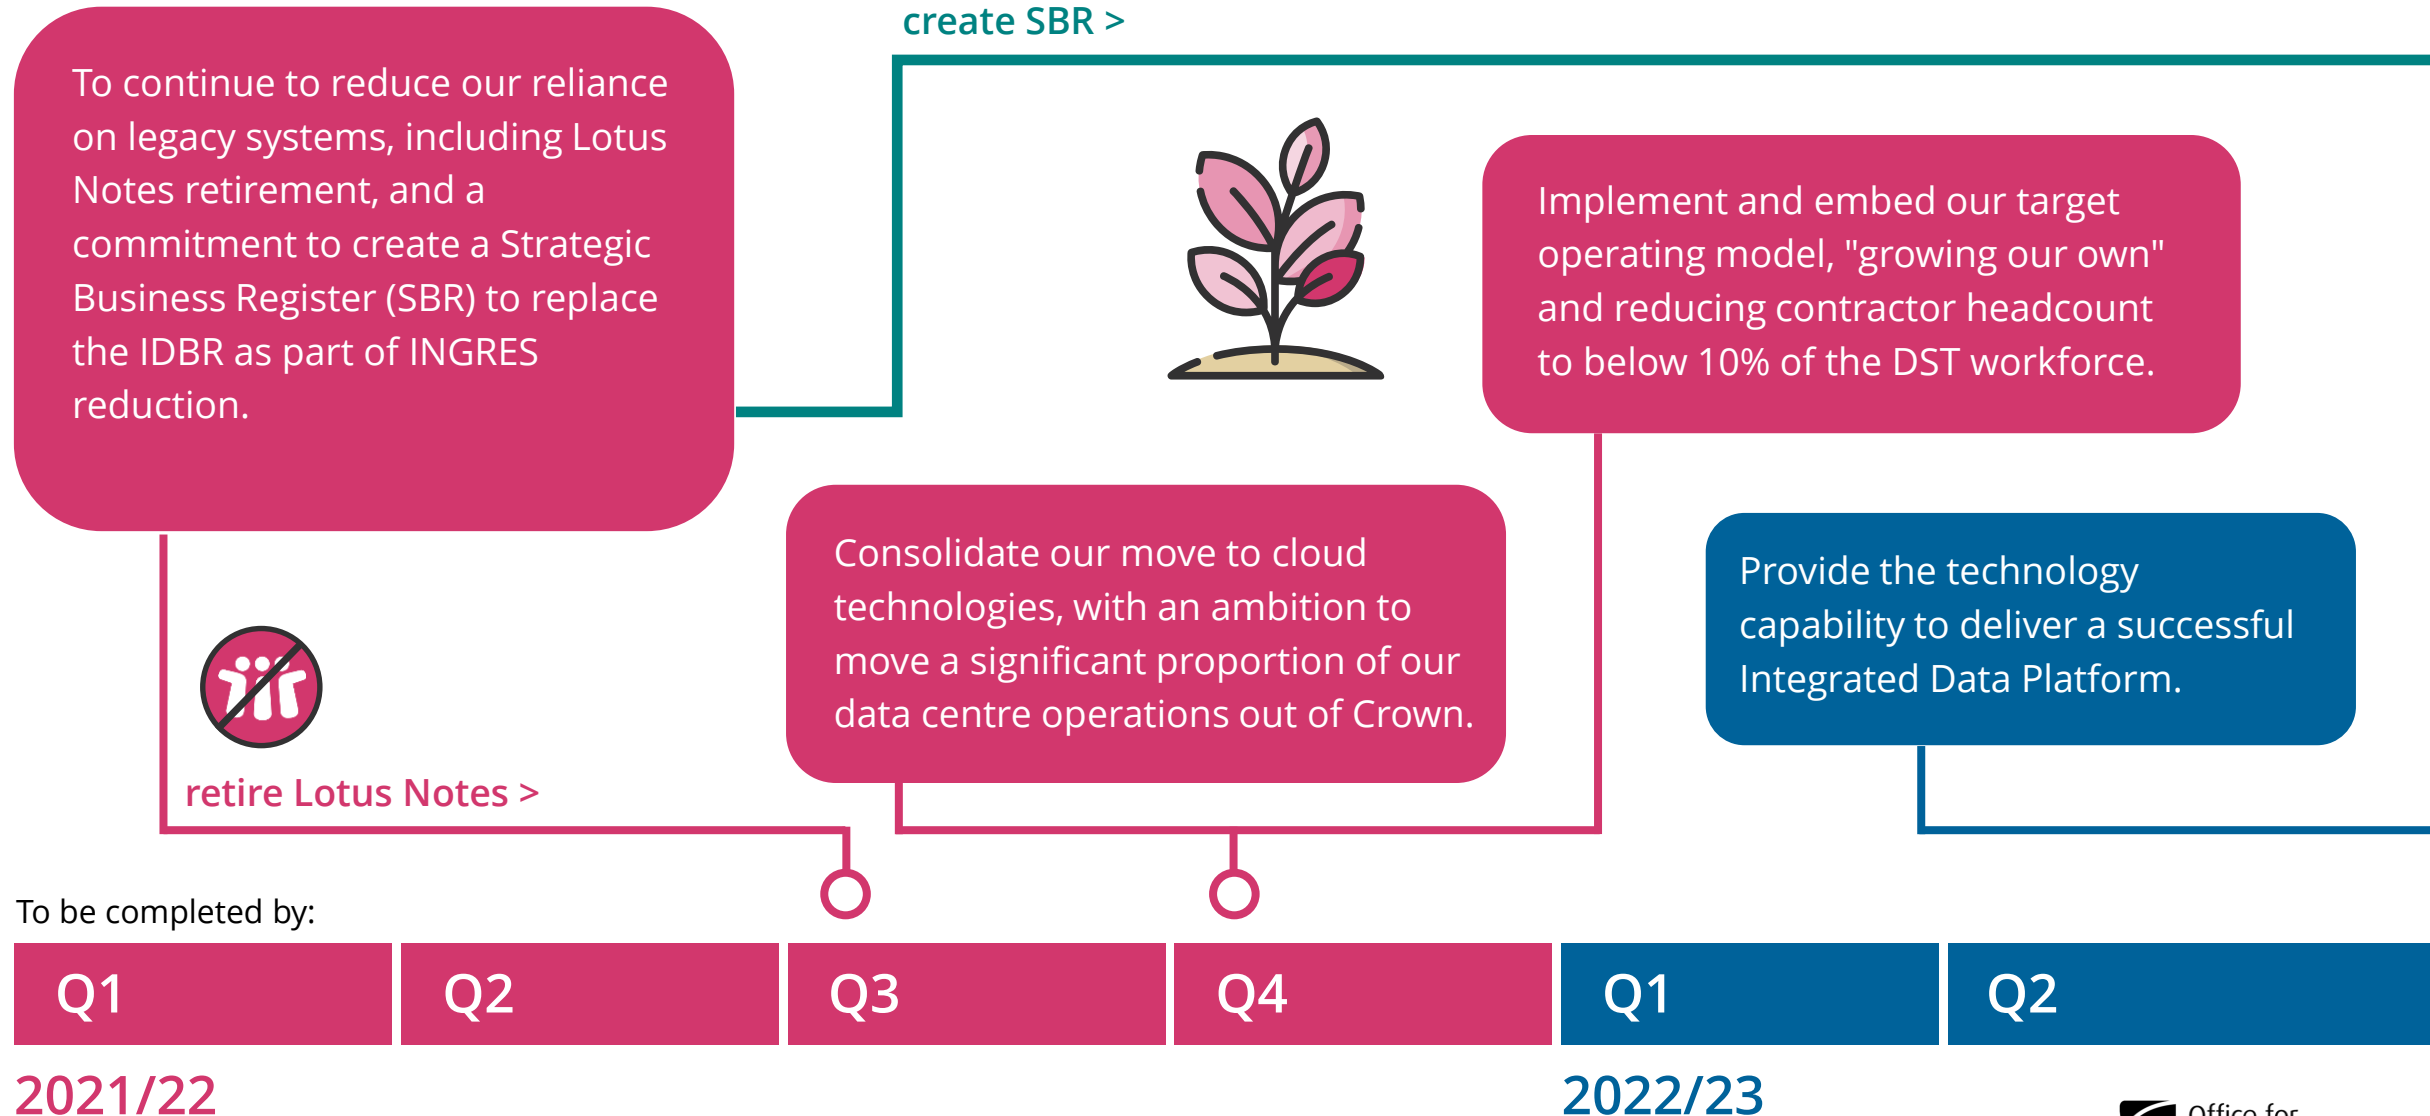 create SBR >
To continue to reduce our reliance
on legacy systems, including Lotus
Notes retirement, and a
commitment to create a Strategic
Business Register (SBR) to replace
the IDBR as part of INGRES
reduction.
Implement and embed our target
operating model, "growing our own"
and reducing contractor headcount
to below 10% of the DST workforce.
Consolidate our move to cloud
technologies, with an ambition to
move a significant proportion of our
data centre operations out of Crown.
Provide the technology
capability to deliver a successful
Integrated Data Platform.
retire Lotus Notes >
To be completed by:
Q1
Q2
Q3
Q4
Q1
Q2
2021/22
2022/23
Office for